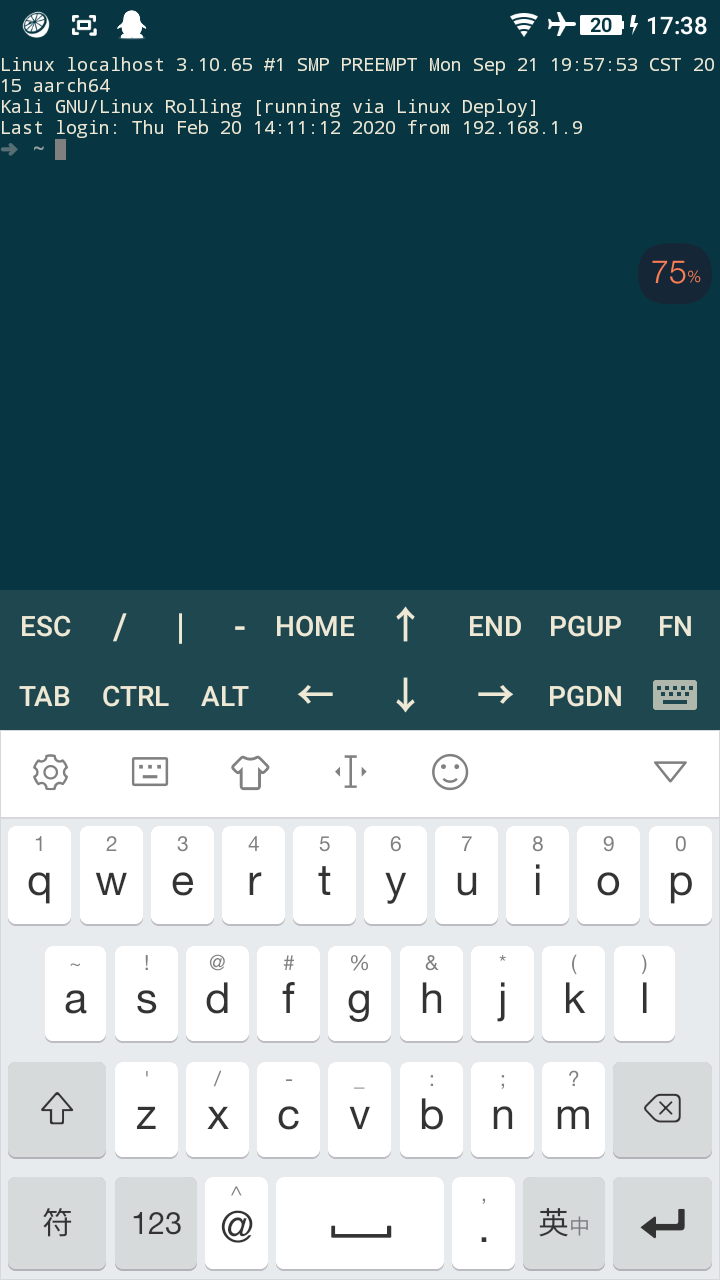 20 17:38
Linux localhost 3.10.65 #1 SMP PREEMPT Mon Sep 21 19:57:53 CST 20
15 aarch64
Kali GNU/Linux Rolling [running via Linux Deploy]
Last login: Thu Feb 20 14:11:12 2020 from 192.168.1.9
➜ ~
75%
ESC / | - HOME ↑ END PGUP FN
TAB CTRL ALT ← ↓ → PGDN
1 2 3 4 5 6 7 8 9 0
q w e r t y u i o p
~ ! @ # % & * ( )
a s d f g h j k l
' / - _ : ; ?
z x c v b n m
^ ,
符 123 @ . 英中